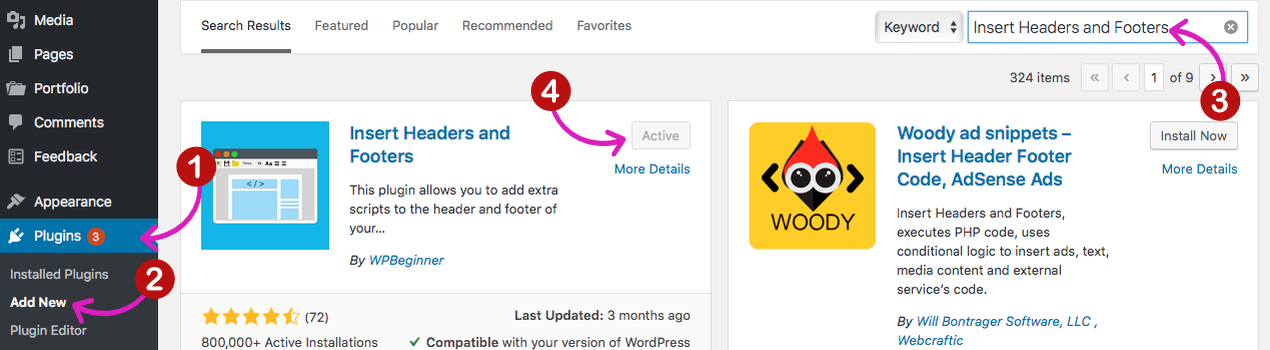 Media
Pages
Portfolio
Comments
Feedback
Appearance
Plugins 3
Installed Plugins
Add New
Plugin Editor
1
2
Search Results Featured Popular Recommended Favorites
Keyword Insert Headers and Footers
3
324 items « ‹ 1 of 9 › »
4
Insert Headers and
Footers
Active
More Details
This plugin allows you to add extra
scripts to the header and footer of
your...
By WPBeginner
(72)
800,000+ Active Installations
Last Updated: 3 months ago
Compatible with your version of WordPress
WOODY
Woody ad snippets –
Insert Header Footer
Code, AdSense Ads
Install Now
More Details
Insert Headers and Footers,
executes PHP code, uses
conditional logic to insert ads, text,
media content and external
service's code.
By Will Bontrager Software, LLC ,
Webcraftic